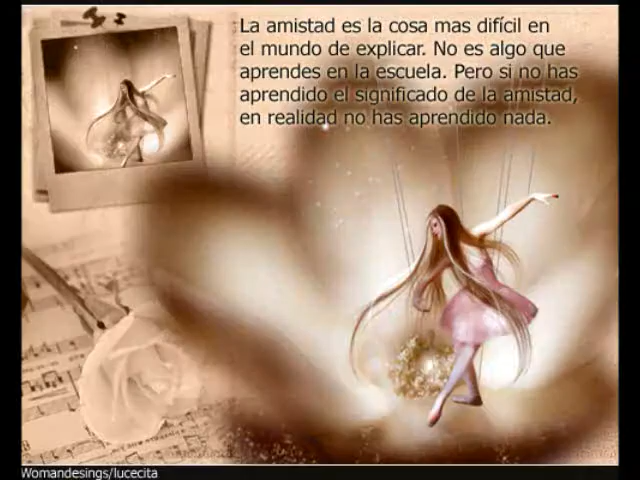 La amistad es la cosa mas difícil en
el mundo de explicar. No es algo que
aprendes en la escuela. Pero si no has
aprendido el significado de la amistad,
en realidad no has aprendido nada.
Womandesings/lucecita